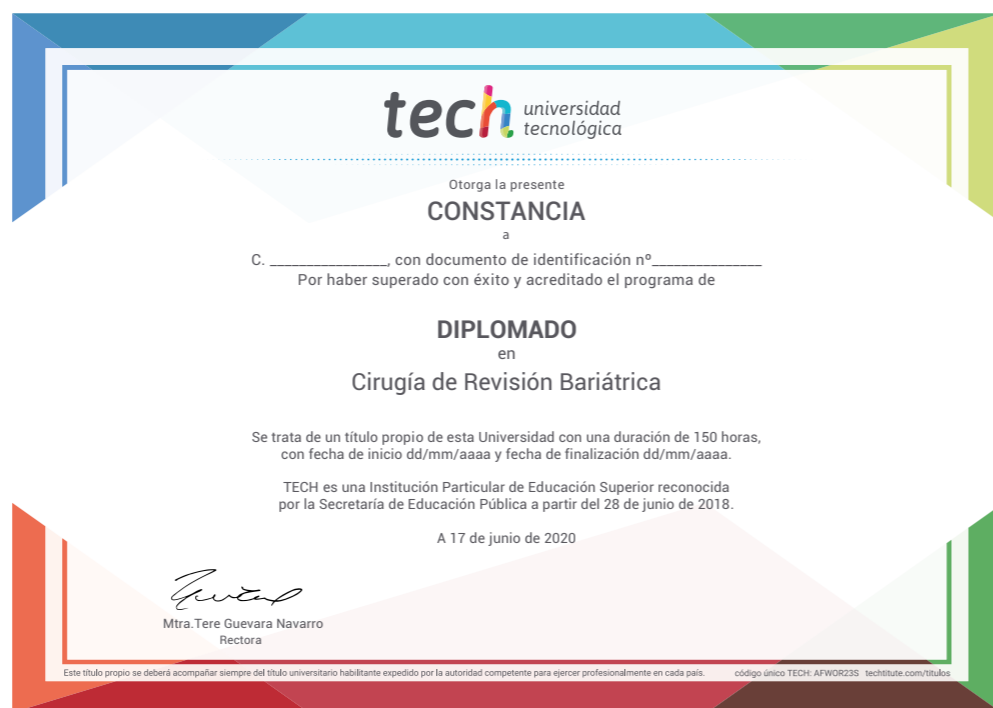 tech universidad
tecnológica
Otorga la presente
CONSTANCIA
a
C. ________________, con documento de identificación nº_______________
Por haber superado con éxito y acreditado el programa de
DIPLOMADO
en
Cirugía de Revisión Bariátrica
Se trata de un título propio de esta Universidad con una duración de 150 horas,
con fecha de inicio dd/mm/aaaa y fecha de finalización dd/mm/aaaa.
TECH es una Institución Particular de Educación Superior reconocida
por la Secretaría de Educación Pública a partir del 28 de junio de 2018.
A 17 de junio de 2020
Mtra.Tere Guevara Navarro
Rectora
Este título propio se deberá acompañar siempre del título universitario habilitante expedido por la autoridad competente para ejercer profesionalmente en cada país. código único TECH: AFWOR23S techtitute.com/titulos